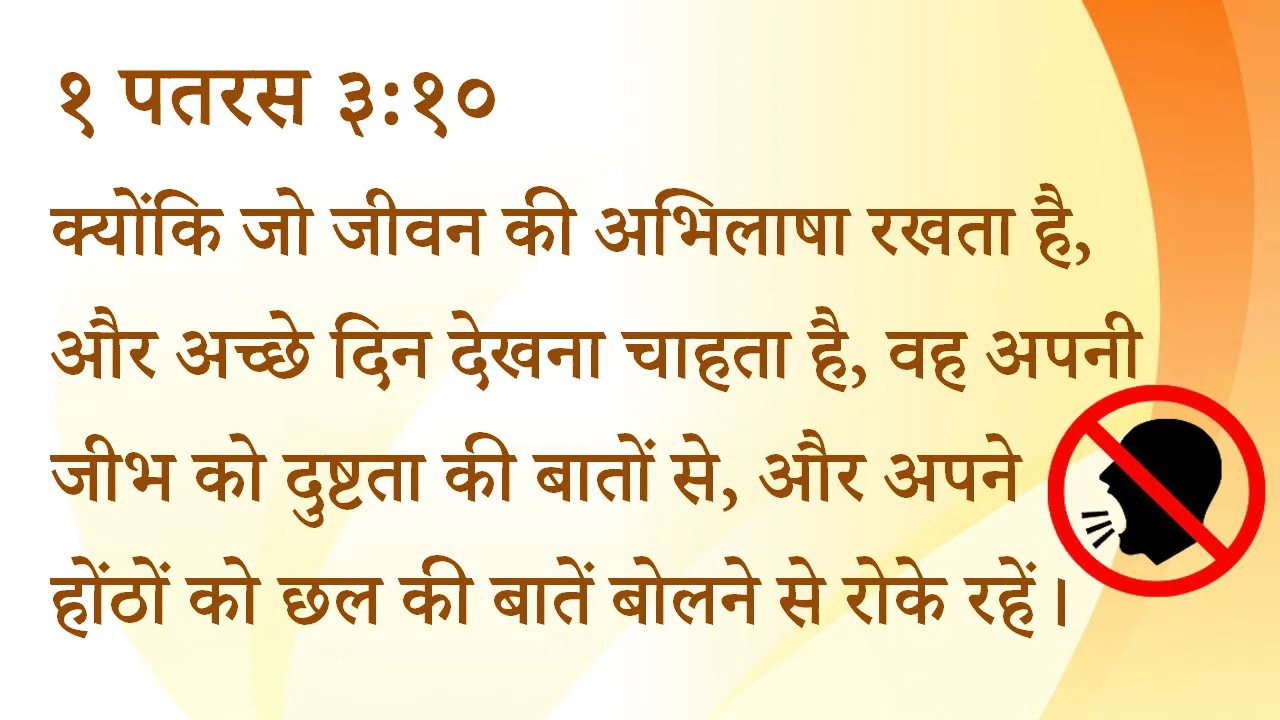 १ पतरस ३:१०
क्योंकि जो जीवन की अभिलाषा रखता है,
और अच्छे दिन देखना चाहता है, वह अपनी
जीभ को दुष्टता की बातों से, और अपने
होंठों को छल की बातें बोलने से रोके रहें।